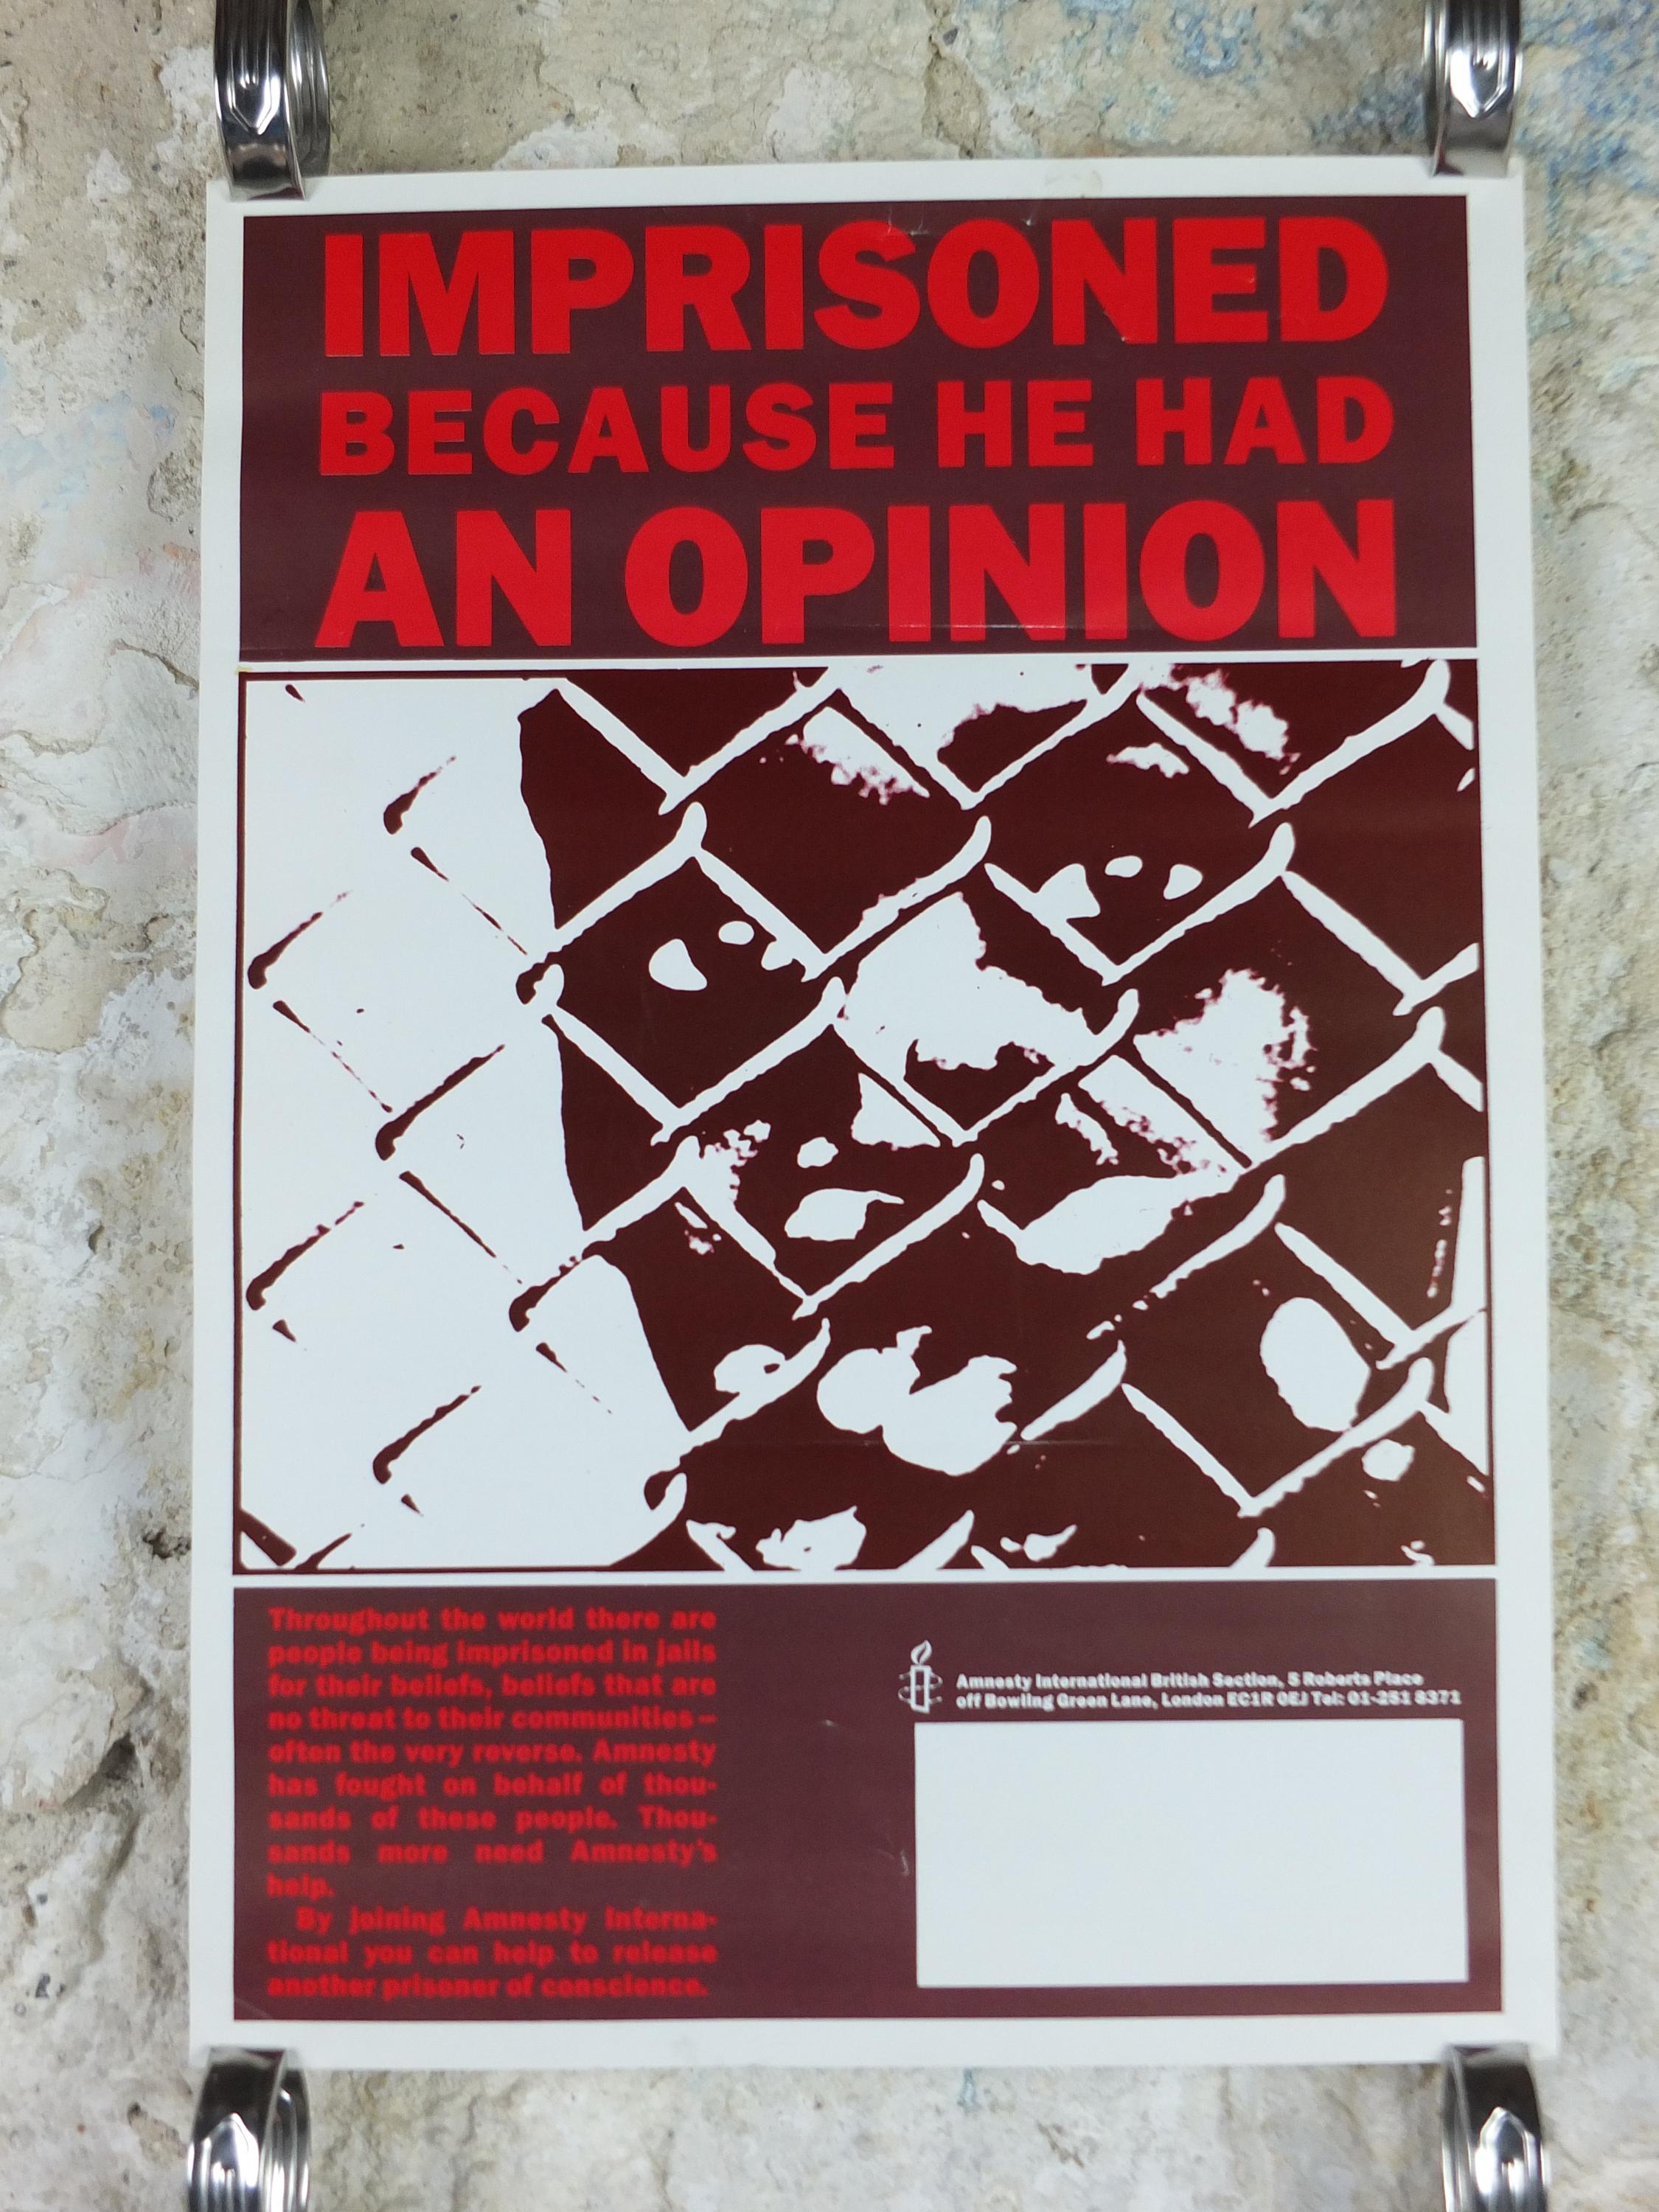 IMPRISONED
BECAUSE HE HAD
AN OPINION
Throughout the world there are
people being imprisoned in jails
for their beliefs, beliefs that are
no threat to their communities –
often the very reverse. Amnesty
has fought on behalf of thou-
sands of these people. Thou-
sands more need Amnesty's
help.
By joining Amnesty Interna-
tional you can help to release
another prisoner of conscience.
Amnesty International British Section, 5 Roberts Place
off Bowling Green Lane, London EC1R 0EJ Tel: 01-251 8371